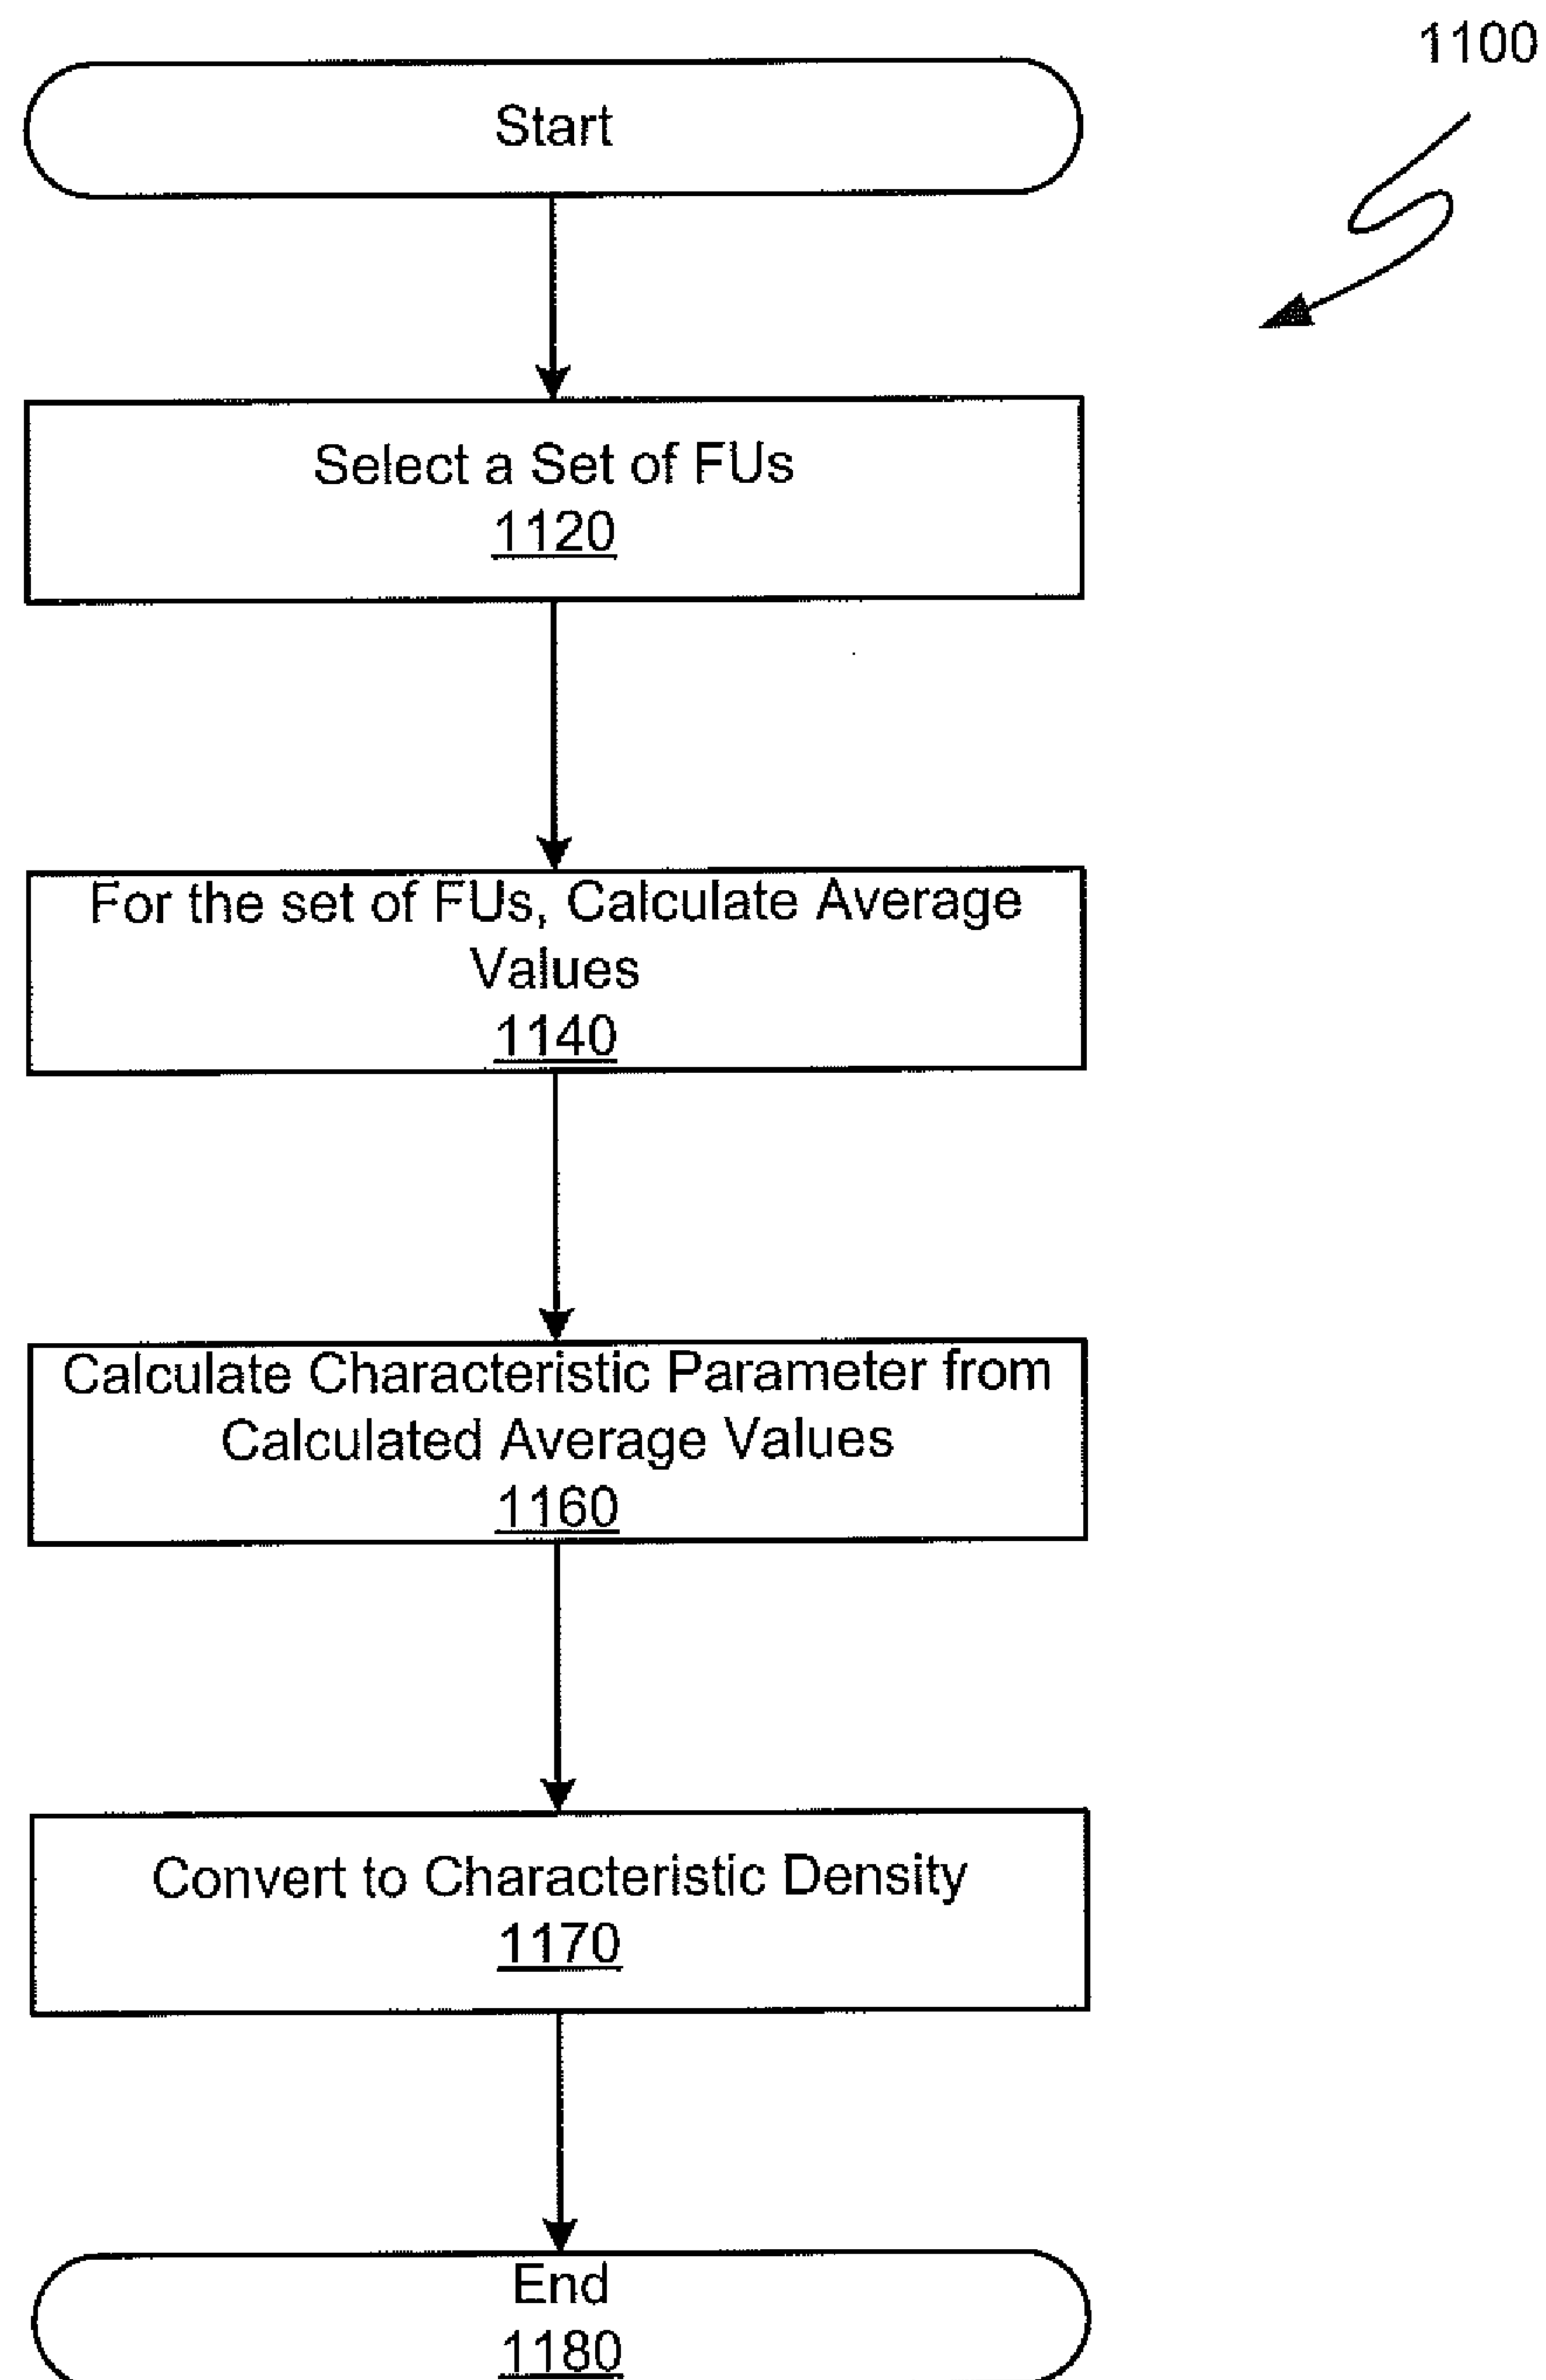 1100
Start
Select a Set of FUs
1120
For the set of FUs, Calculate Average
Values
1140
Calculate Characteristic Parameter from
Calculated Average Values
1160
Convert to Characteristic Density
1170
End
1180